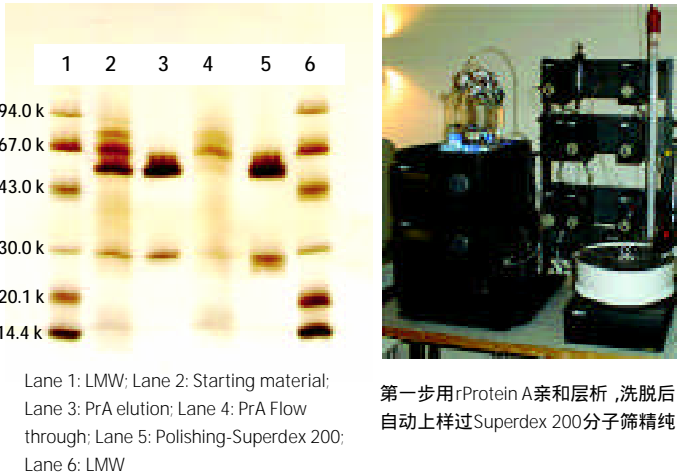 1 2 3 4 5 6
94.0 k
67.0 k
43.0 k
30.0 k
20.1 k
14.4 k
Lane 1: LMW; Lane 2: Starting material;
Lane 3: PrA elution; Lane 4: PrA Flow
through; Lane 5: Polishing-Superdex 200;
Lane 6: LMW
第一步用rProtein A亲和层析 ,洗脱后
自动上样过Superdex 200分子筛精纯